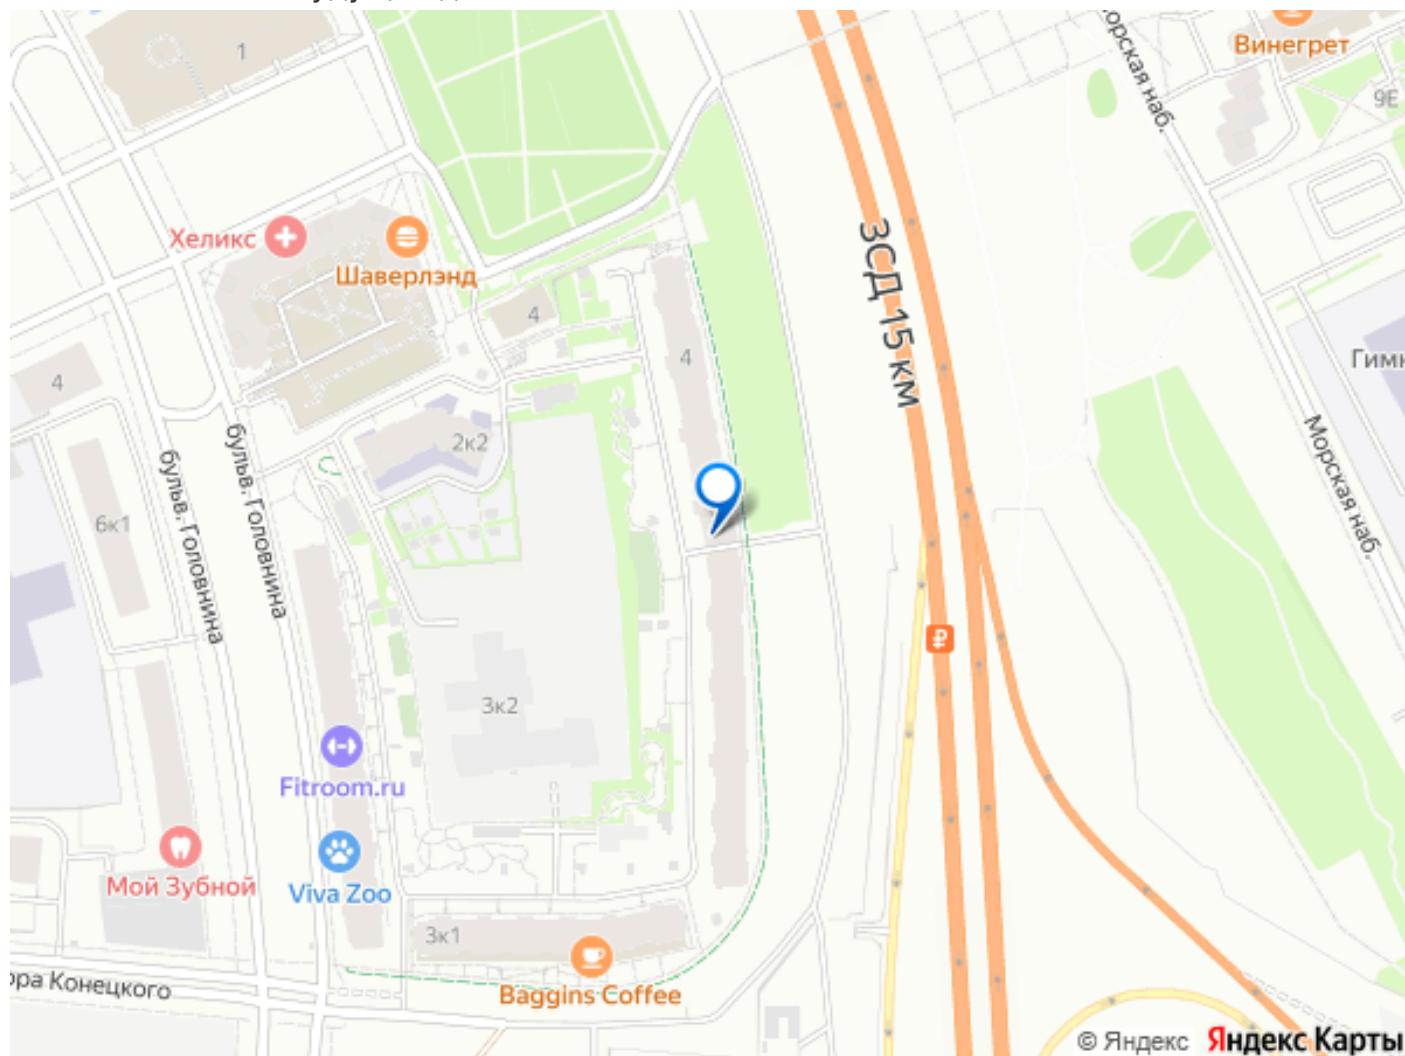 1
Винегрет
9Е
Морская наб.
Хеликс
Шаверлэнд
ЗСД 15 км
4
4
4
Гимн
2к2
бульв. Головнина
бульв. Головнина
Морская наб.
6к1
3к2
Fitroom.ru
Мой Зубной
Viva Zoo
3к1
ора Конецкого
Baggins Coffee
© Яндекс Яндекс Карты